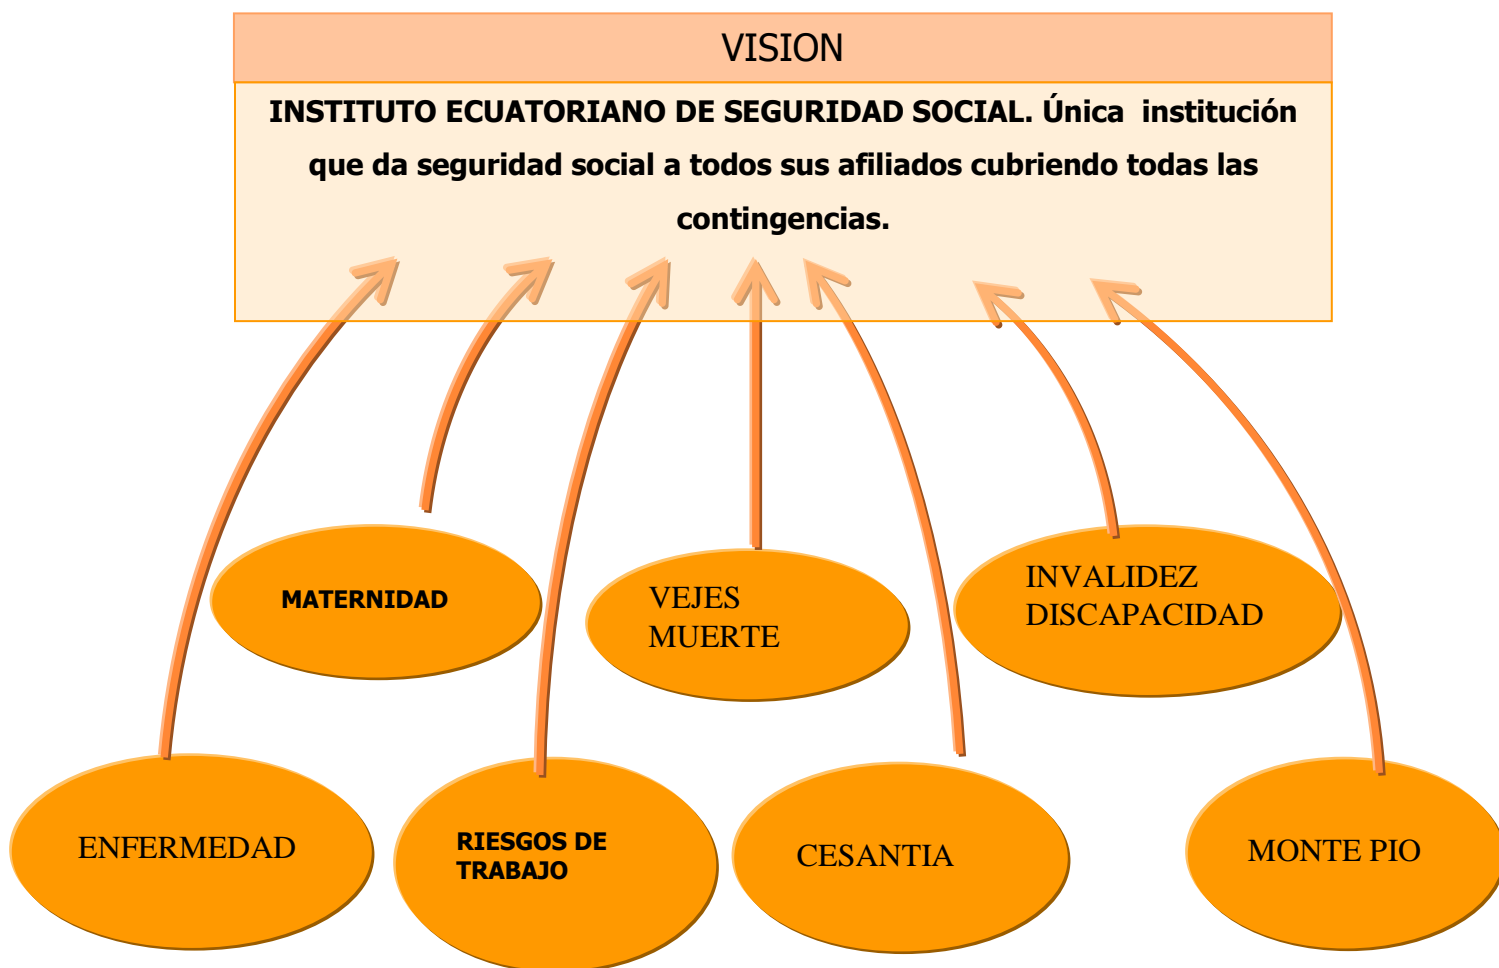 VISION
INSTITUTO ECUATORIANO DE SEGURIDAD SOCIAL. Única institución
que da seguridad social a todos sus afiliados cubriendo todas las
contingencias.
MATERNIDAD
VEJES
MUERTE
INVALIDEZ
DISCAPACIDAD
ENFERMEDAD
RIESGOS DE
TRABAJO
CESANTIA
MONTE PIO